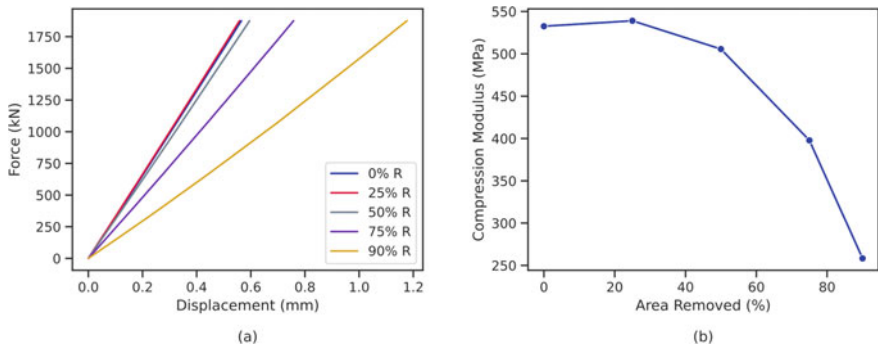 1750
1500
1250
1000
750
500
250
0
Force (kN)
0% R
25% R
50% R
75% R
90% R
0.0 0.2 0.4 0.6 0.8 1.0 1.2
Displacement (mm)
(a)
550
500
450
400
350
300
250
Compression Modulus (MPa)
0 20 40 60 80
Area Removed (%)
(b)